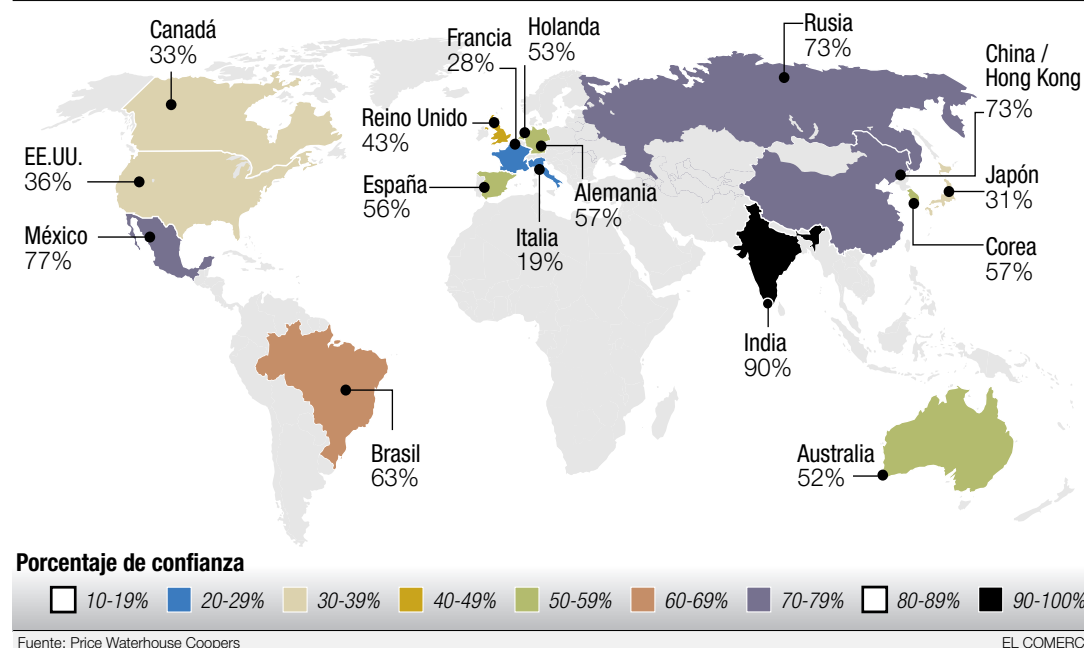 Canadá
33%
Francia
28%
Holanda
53%
Rusia
73%
China /
Hong Kong
73%
Reino Unido
43%
EE.UU.
36%
España
56%
Alemania
57%
Japón
31%
México
77%
Italia
19%
Corea
57%
India
90%
Brasil
63%
Australia
52%
Porcentaje de confianza
10-19% 20-29% 30-39% 40-49% 50-59% 60-69% 70-79% 80-89% 90-100%
Fuente: Price Waterhouse Coopers EL COMERC